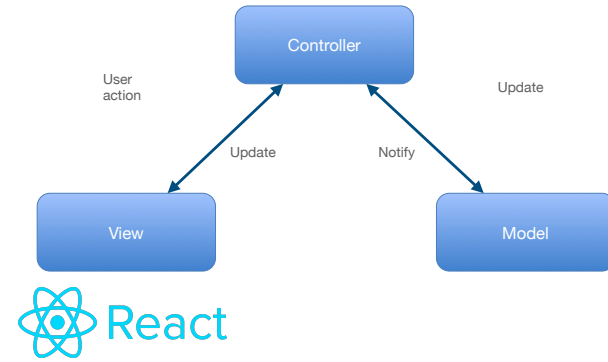 Controller
User
action
Update
Update
Notify
View
Model
React